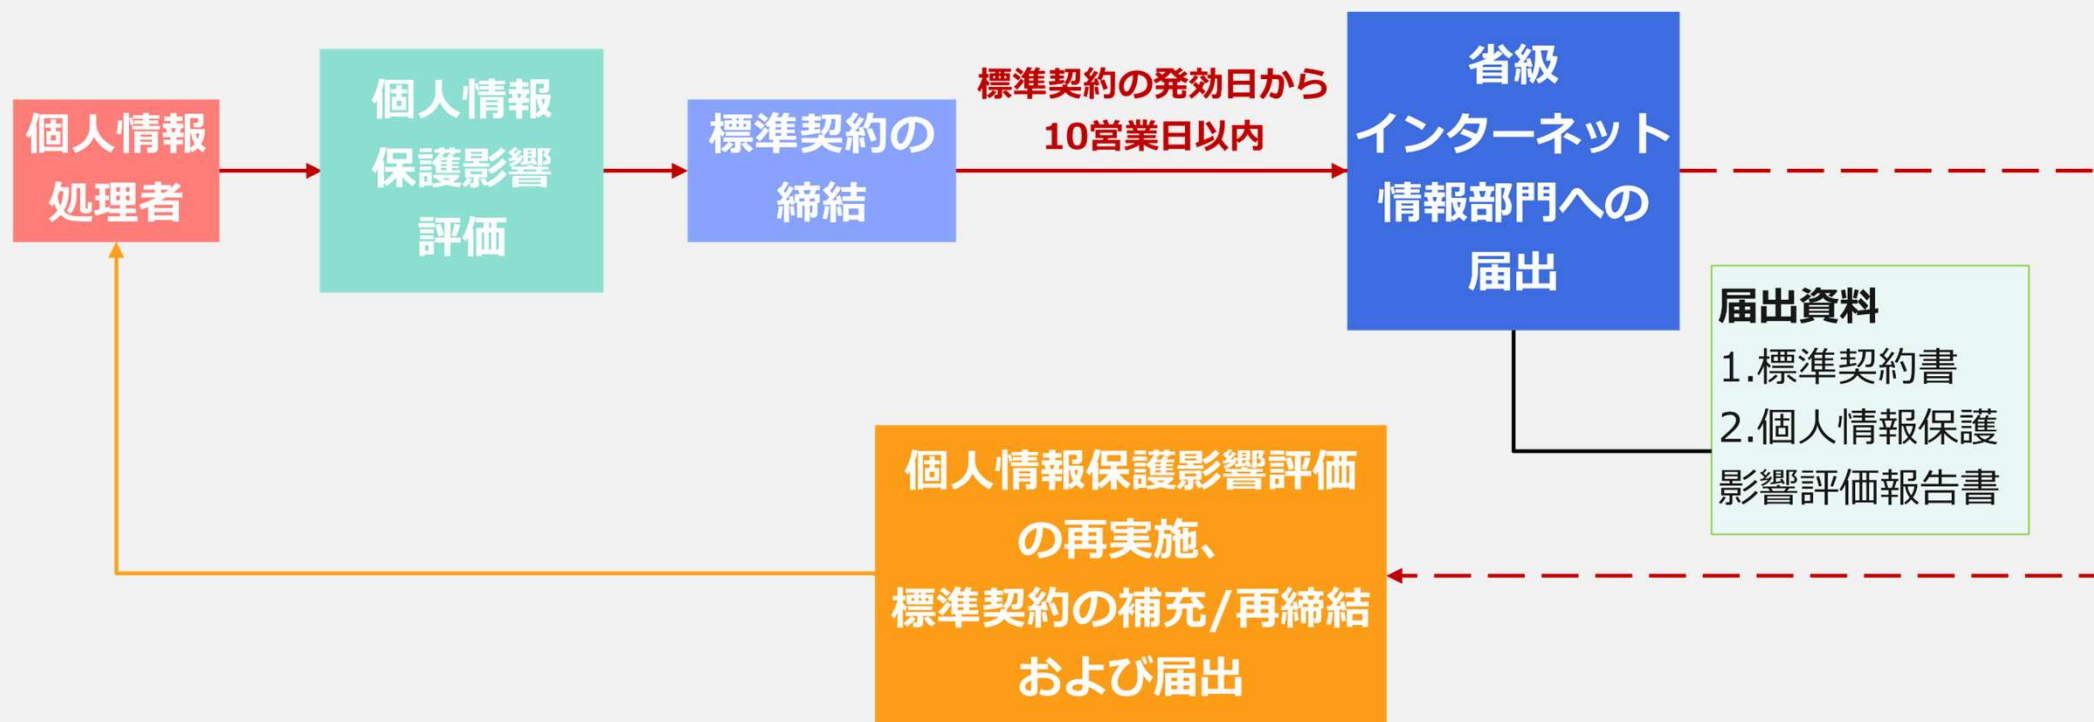 個人情報
処理者
個人情報
保護影響
評価
標準契約の
締結
標準契約の発効日から
10営業日以内
省級
インターネット
情報部門への
届出
届出資料
1.標準契約書
2.個人情報保護
影響評価報告書
個人情報保護影響評価
の再実施、
標準契約の補充/再締結
および届出